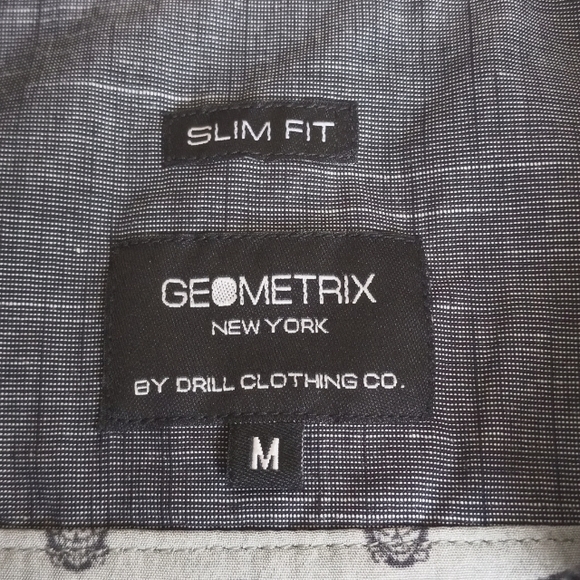 SLIM FIT
GEOMETRIX
NEW YORK
BY DRILL CLOTHING CO.
M